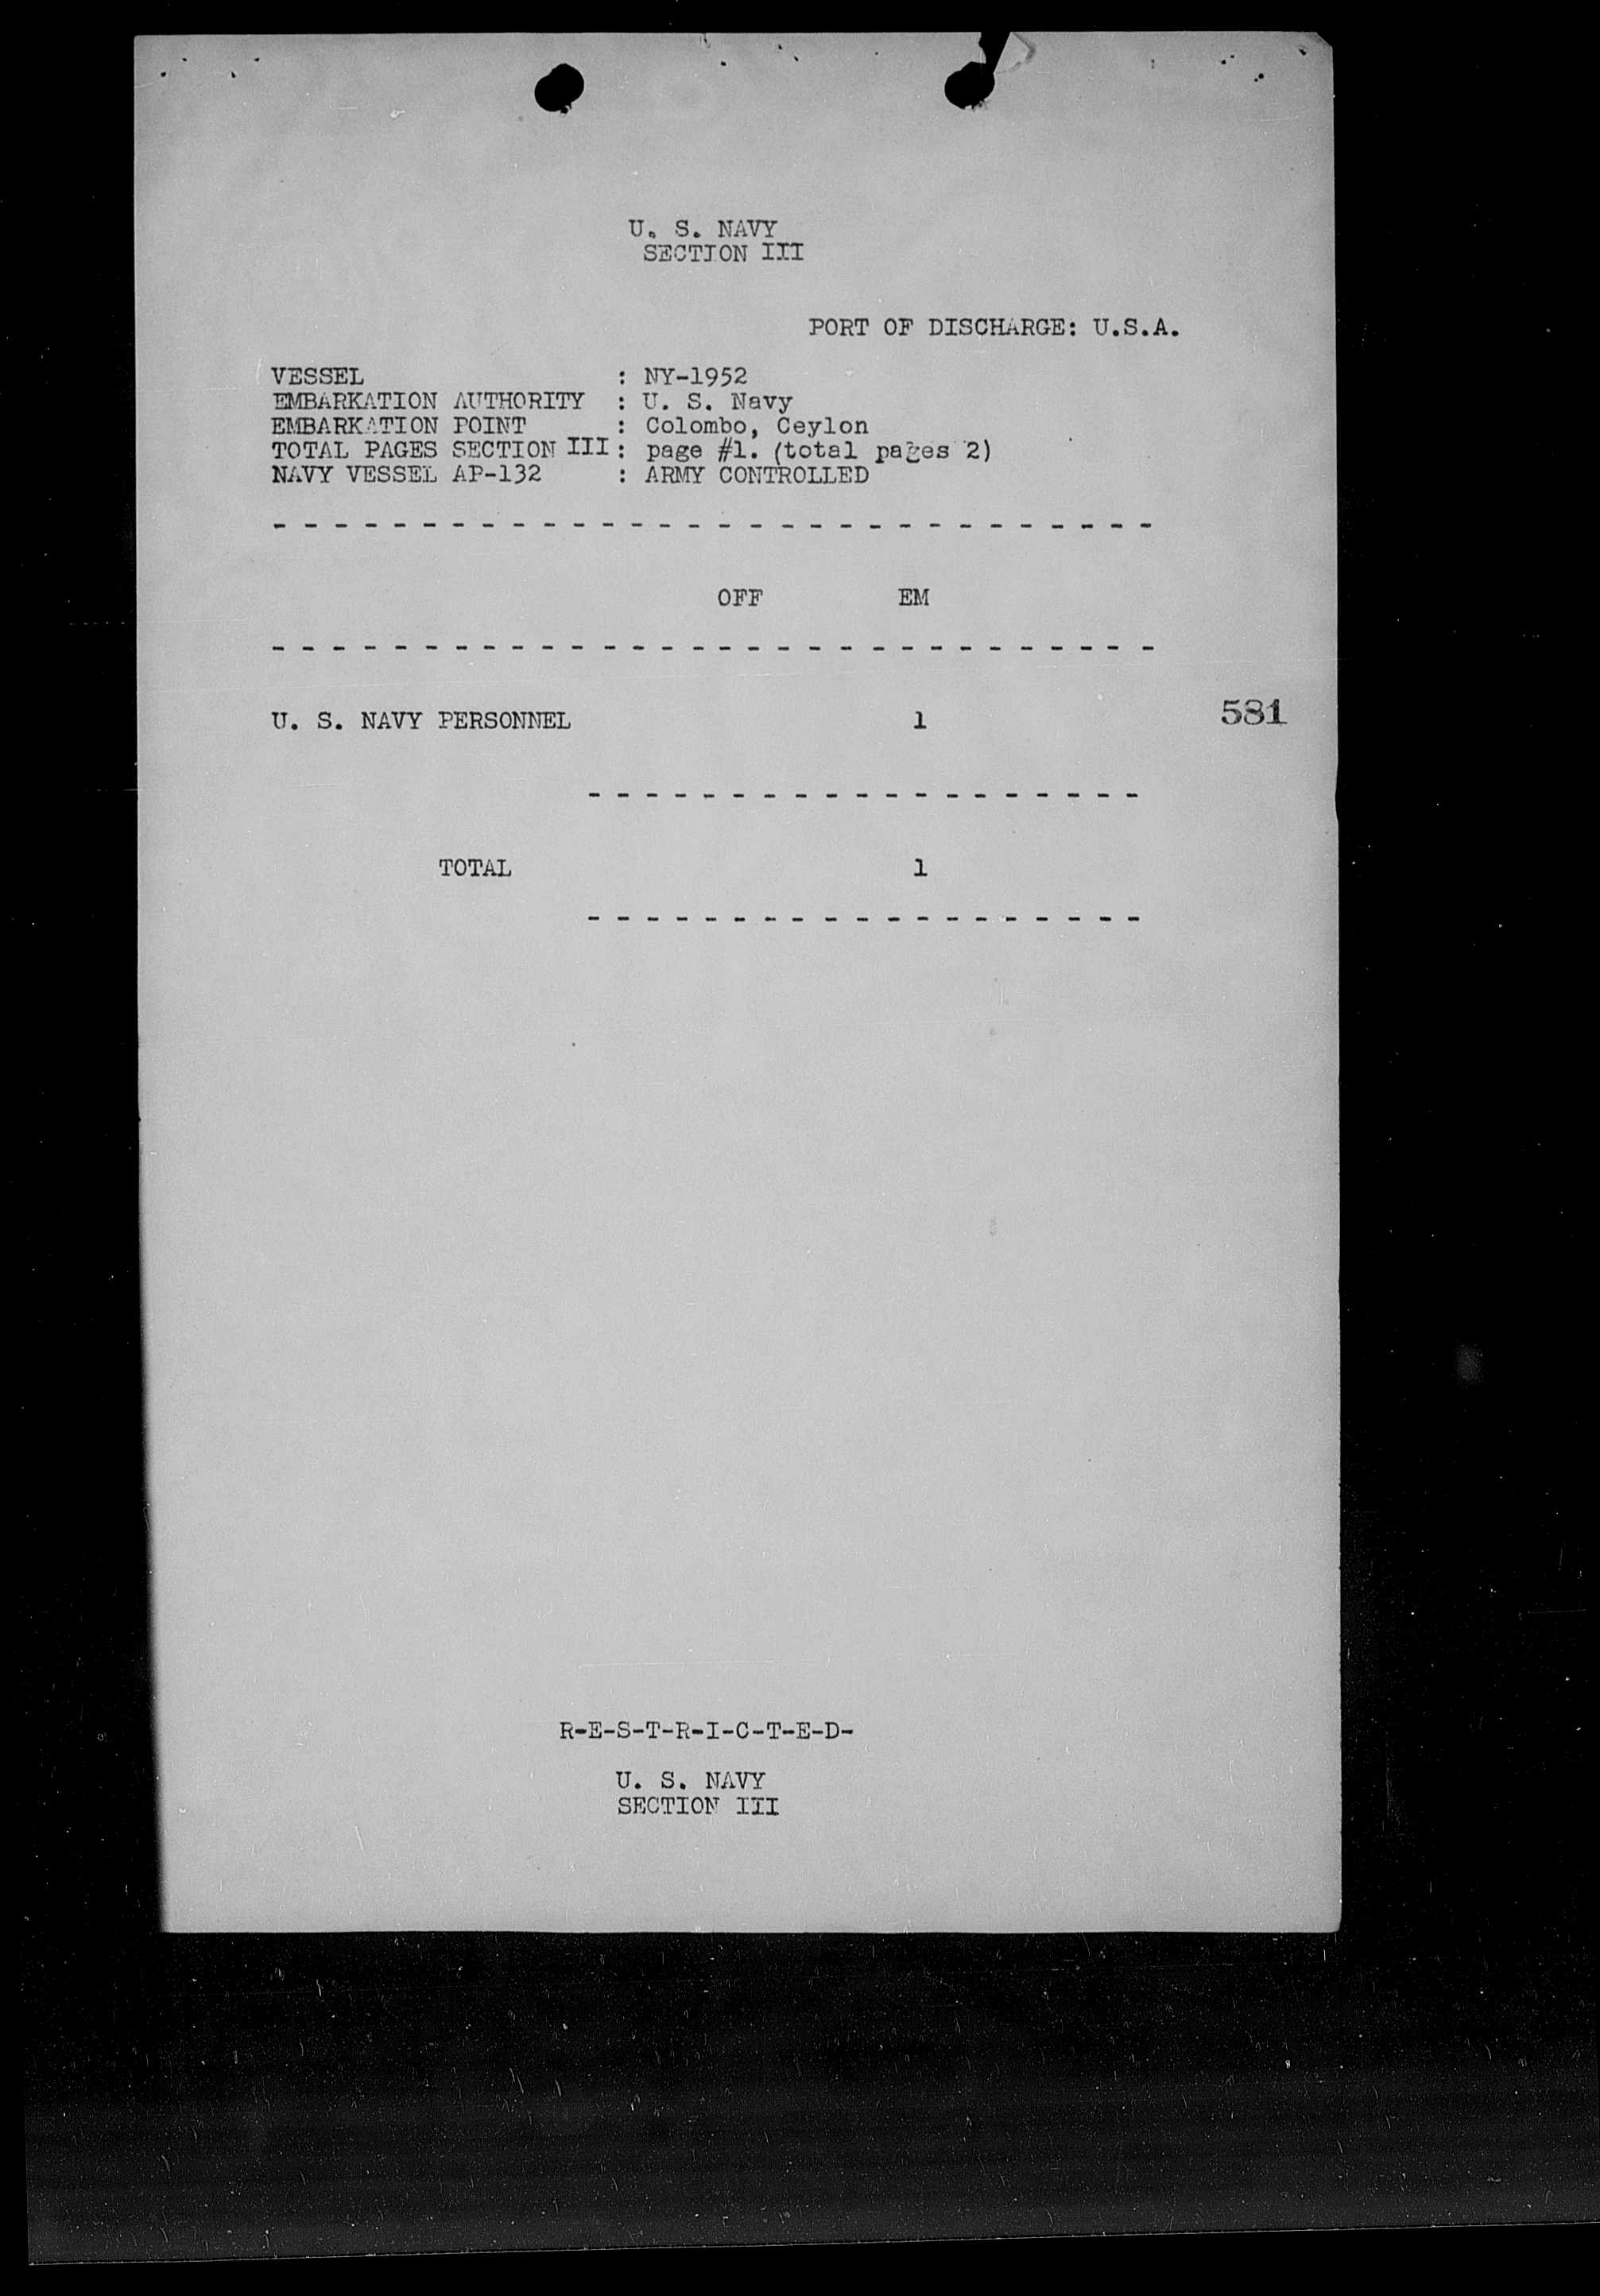 U. S. NAVY
SECTION III
PORT OF DISCHARGE: U.S.A.
VESSEL : NY-1952
EMBARKATION AUTHORITY : U. S. Navy
EMBARKATION POINT : Colombo, Ceylon
TOTAL PAGES SECTION III: page #1. (total pages 2)
NAVY VESSEL AP-132 : ARMY CONTROLLED
- - - - - - - - - - - - - - - - - - - - - - - - - - - - - -
OFF EM
- - - - - - - - - - - - - - - - - - - - - - - - - - - - - -
U. S. NAVY PERSONNEL 1 581
- - - - - - - - - - - - - - - - - - -
TOTAL 1
- - - - - - - - - - - - - - - - - - -
R-E-S-T-R-I-C-T-E-D-
U. S. NAVY
SECTION III